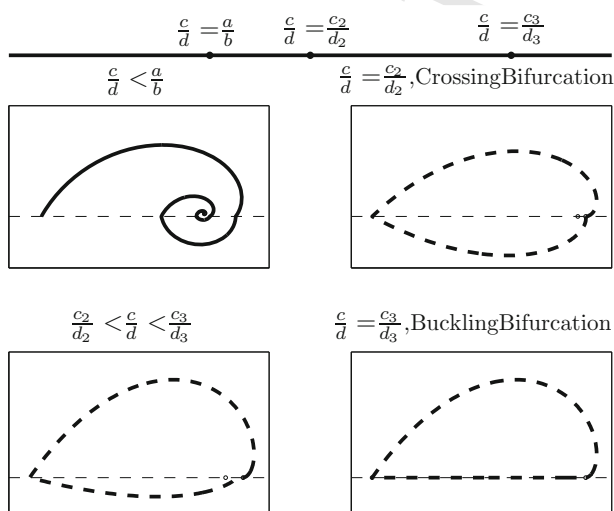 c/d = a/b c/d = c₂/d₂ c/d = c₃/d₃
c/d < a/b c/d = c₂/d₂,CrossingBifurcation
c₂/d₂ < c/d < c₃/d₃ c/d = c₃/d₃,BucklingBifurcation